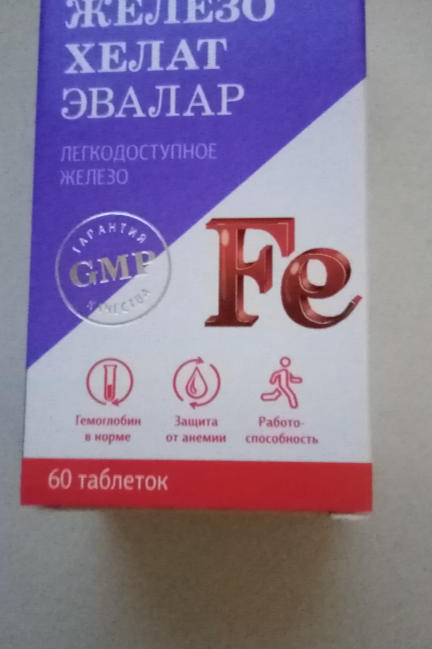 ЖЕЛЕЗО
ХЕЛАТ
ЭВАЛАР
ЛЕГКОДОСТУПНОЕ
ЖЕЛЕЗО
ГАРАНТИЯ
GMP
КАЧЕСТВА
Fe
Гемоглобин
в норме
Защита
от анемии
Работо-
способность
60 таблеток